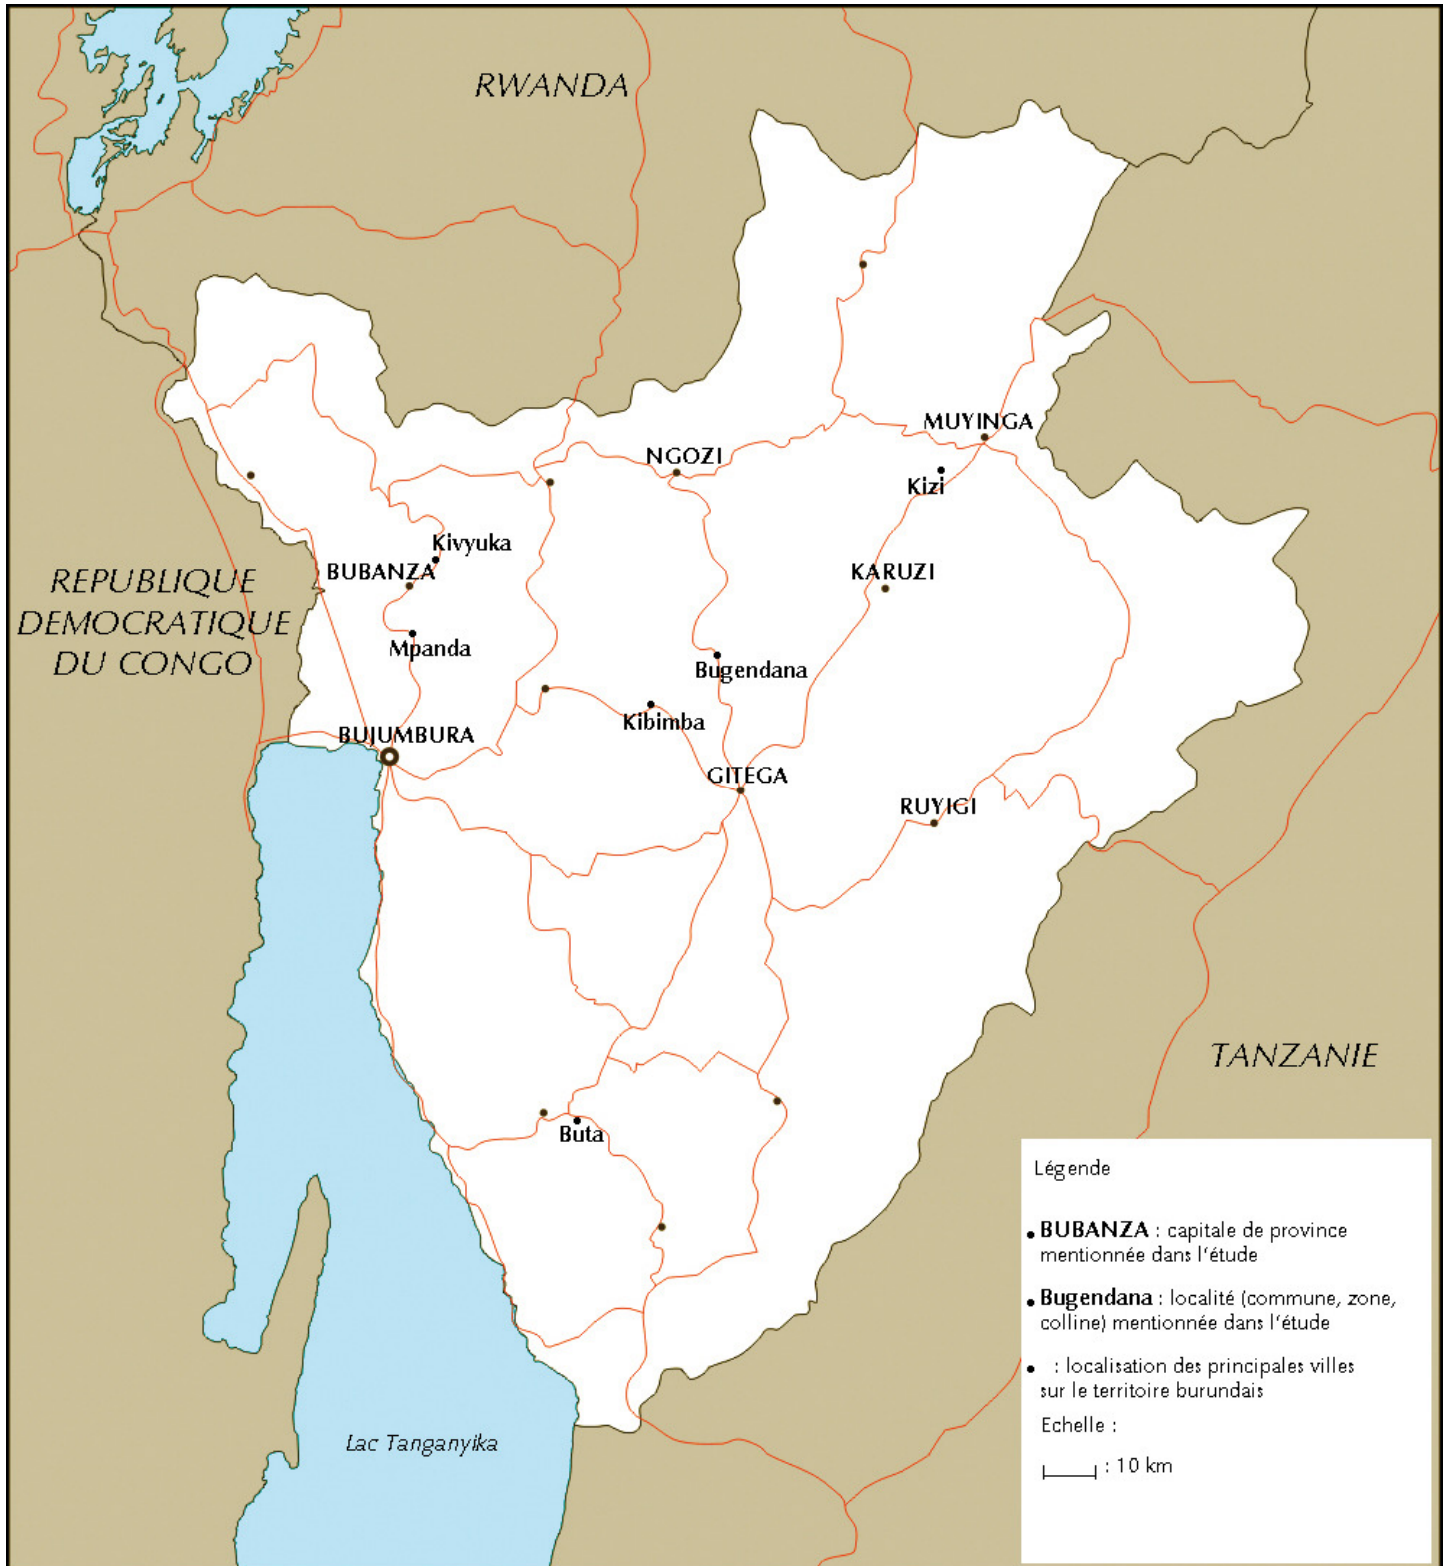 RWANDA
MUYINGA
NGOZI
Kizi
Kivyuka
BUBANZA
KARUZI
REPUBLIQUE
DEMOCRATIQUE
DU CONGO
Mpanda
Bugendana
Kibimba
BUJUMBURA
GITEGA
RUYIGI
TANZANIE
Buta
Lac Tanganyika
Légende
BUBANZA : capitale de province
mentionnée dans l'étude
Bugendana : localité (commune, zone,
colline) mentionnée dans l'étude
: localisation des principales villes
sur le territoire burundais
Echelle :
: 10 km